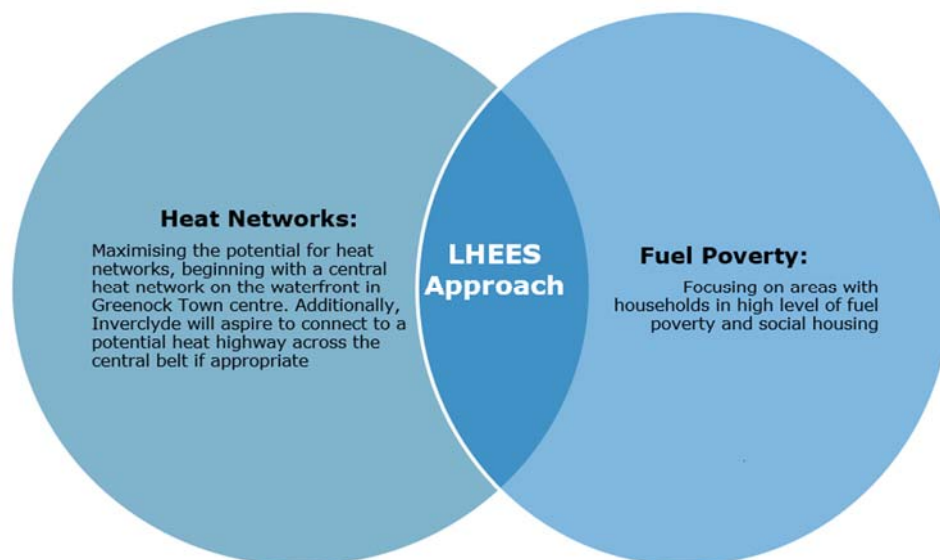 Heat Networks:
Maximising the potential for heat
networks, beginning with a central
heat network on the waterfront in
Greenock Town centre. Additionally,
Inverclyde will aspire to connect to a
potential heat highway across the
central belt if appropriate
LHEES
Approach
Fuel Poverty:
Focusing on areas with
households in high level of fuel
poverty and social housing